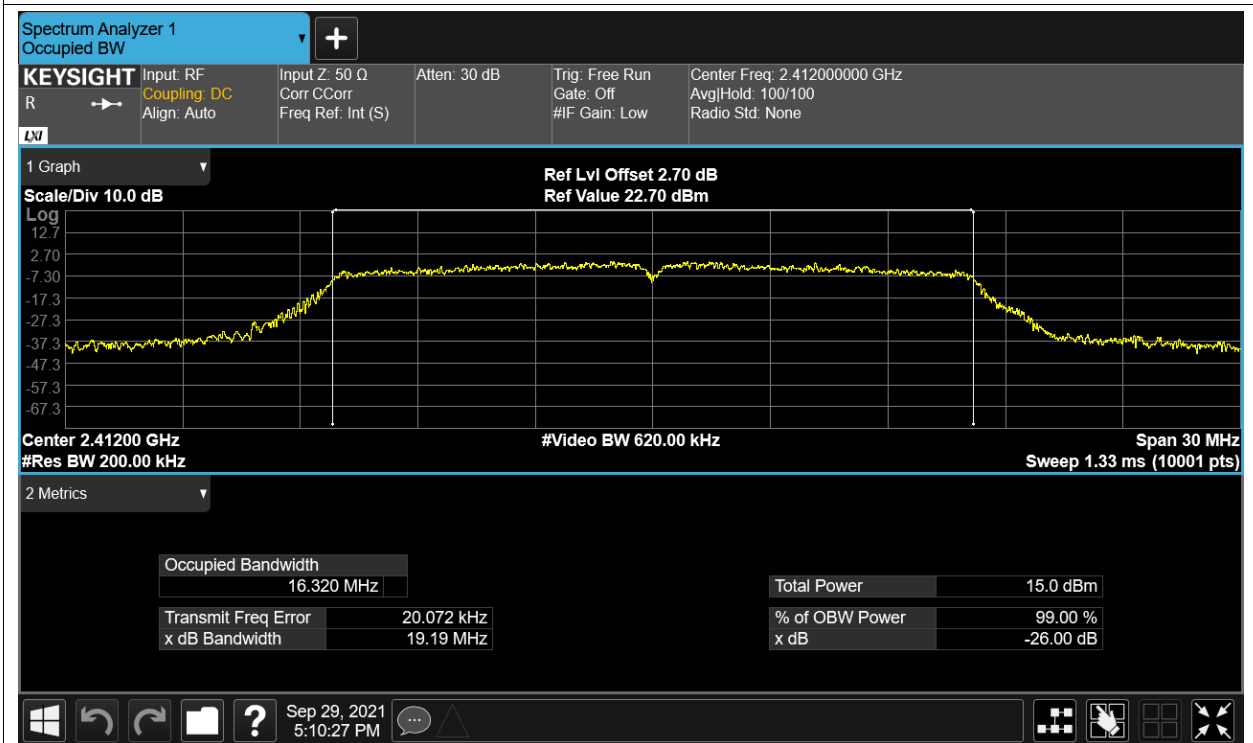 Spectrum Analyzer 1
Occupied BW
KEYSIGHT
R
LXI
Input: RF
Coupling: DC
Align: Auto
Input Z: 50 Ω
Corr CCorr
Freq Ref: Int (S)
Atten: 30 dB
Trig: Free Run
Gate: Off
#IF Gain: Low
Center Freq: 2.412000000 GHz
Avg|Hold: 100/100
Radio Std: None
1 Graph
Scale/Div 10.0 dB
Ref Lvl Offset 2.70 dB
Ref Value 22.70 dBm
Log
12.7
2.70
-7.30
-17.3
-27.3
-37.3
-47.3
-57.3
-67.3
Center 2.41200 GHz
#Video BW 620.00 kHz
Span 30 MHz
#Res BW 200.00 kHz
Sweep 1.33 ms (10001 pts)
2 Metrics
Occupied Bandwidth
16.320 MHz
Total Power 15.0 dBm
Transmit Freq Error 20.072 kHz
% of OBW Power 99.00 %
x dB Bandwidth 19.19 MHz
x dB -26.00 dB
?
Sep 29, 2021
5:10:27 PM